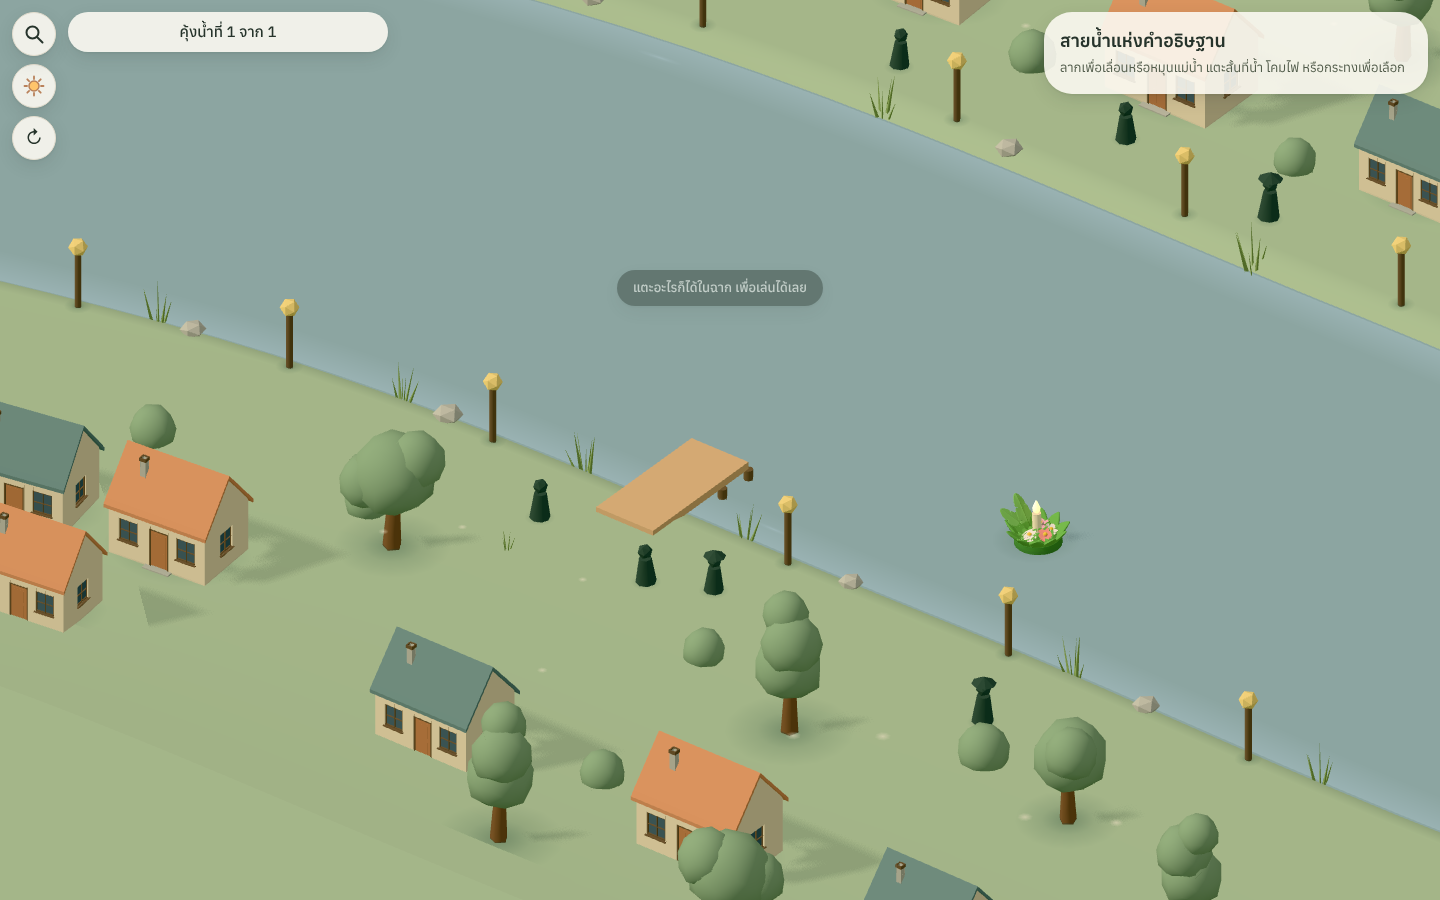 คุ้งน้ำที่ 1 จาก 1
สายน้ำแห่งคำอธิษฐาน
ลากเพื่อเลื่อนหรือหมุนแม่น้ำ แตะสั้นที่น้ำ โคมไฟ หรือกระทงเพื่อเลือก
แตะอะไรก็ได้ในฉาก เพื่อเล่นได้เลย